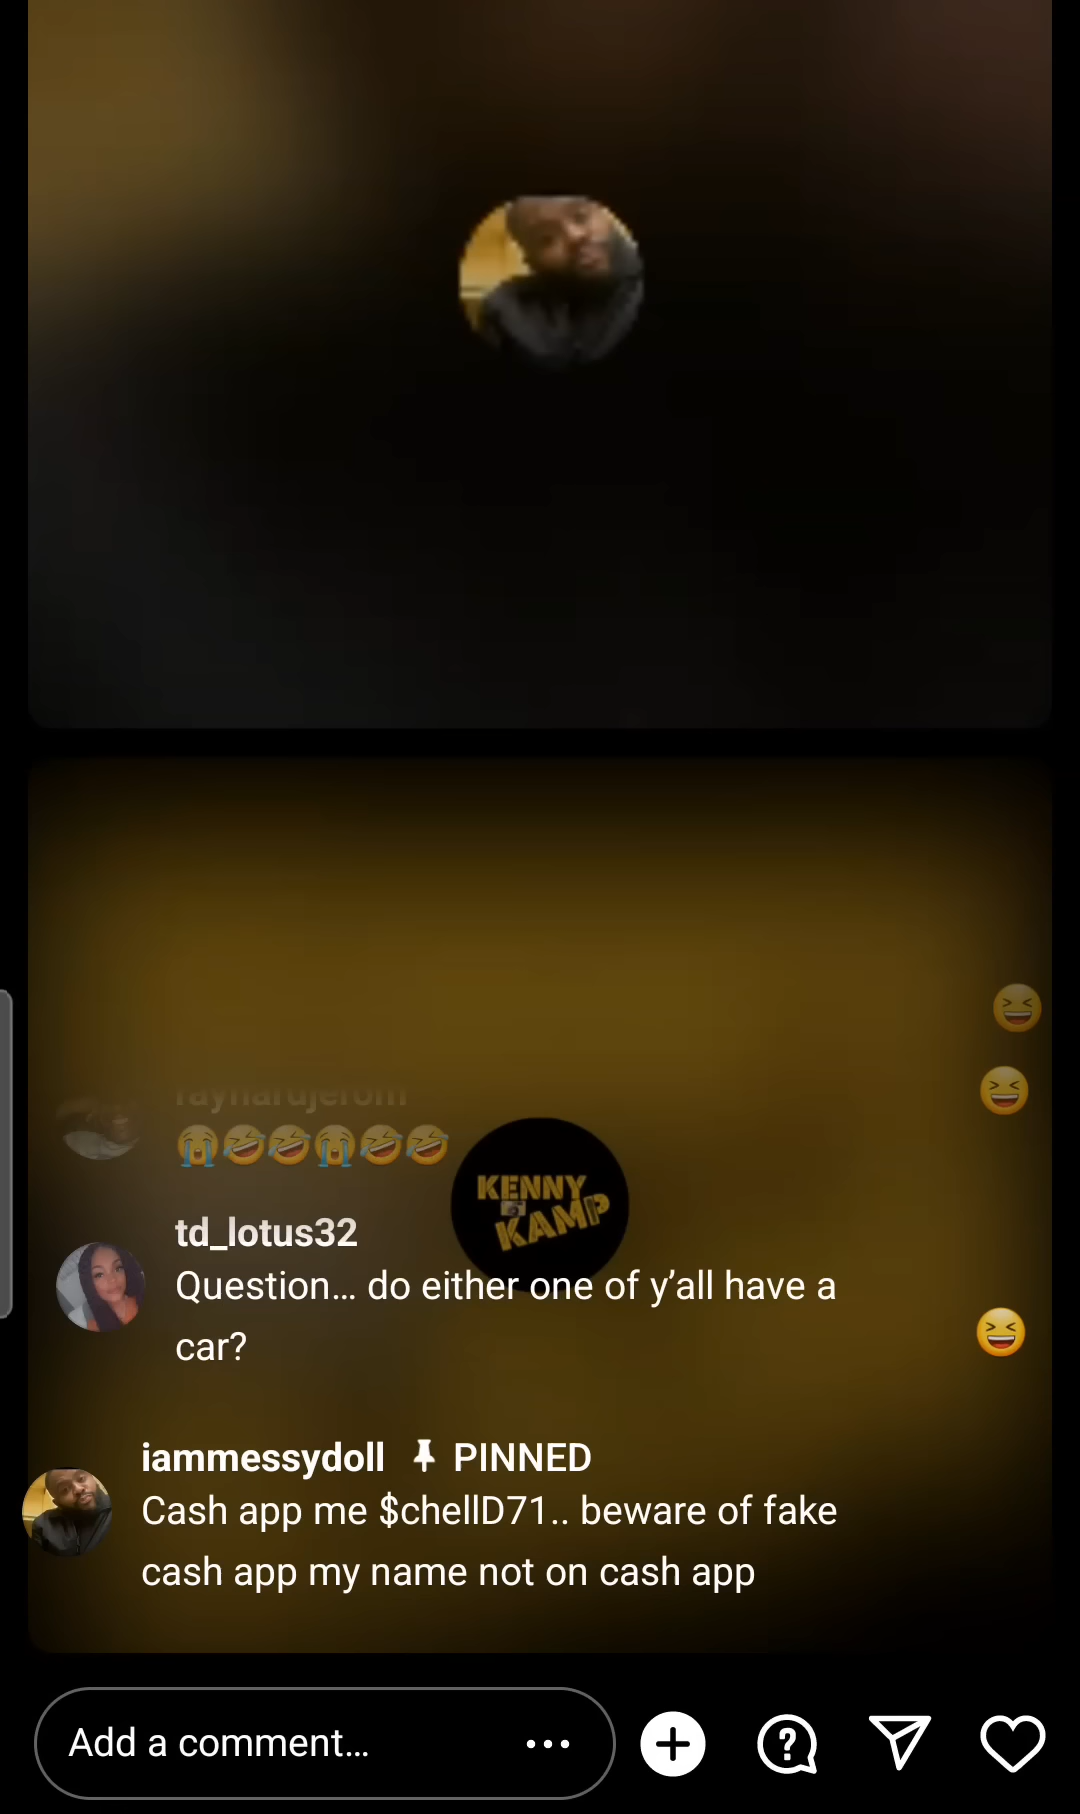 raynardjerom
😭🤣🤣😭🤣🤣
KENNY
KAMP
td_lotus32
Question... do either one of y’all have a
car?
iammessydoll 📌 PINNED
Cash app me $chellD71.. beware of fake
cash app my name not on cash app
Add a comment...